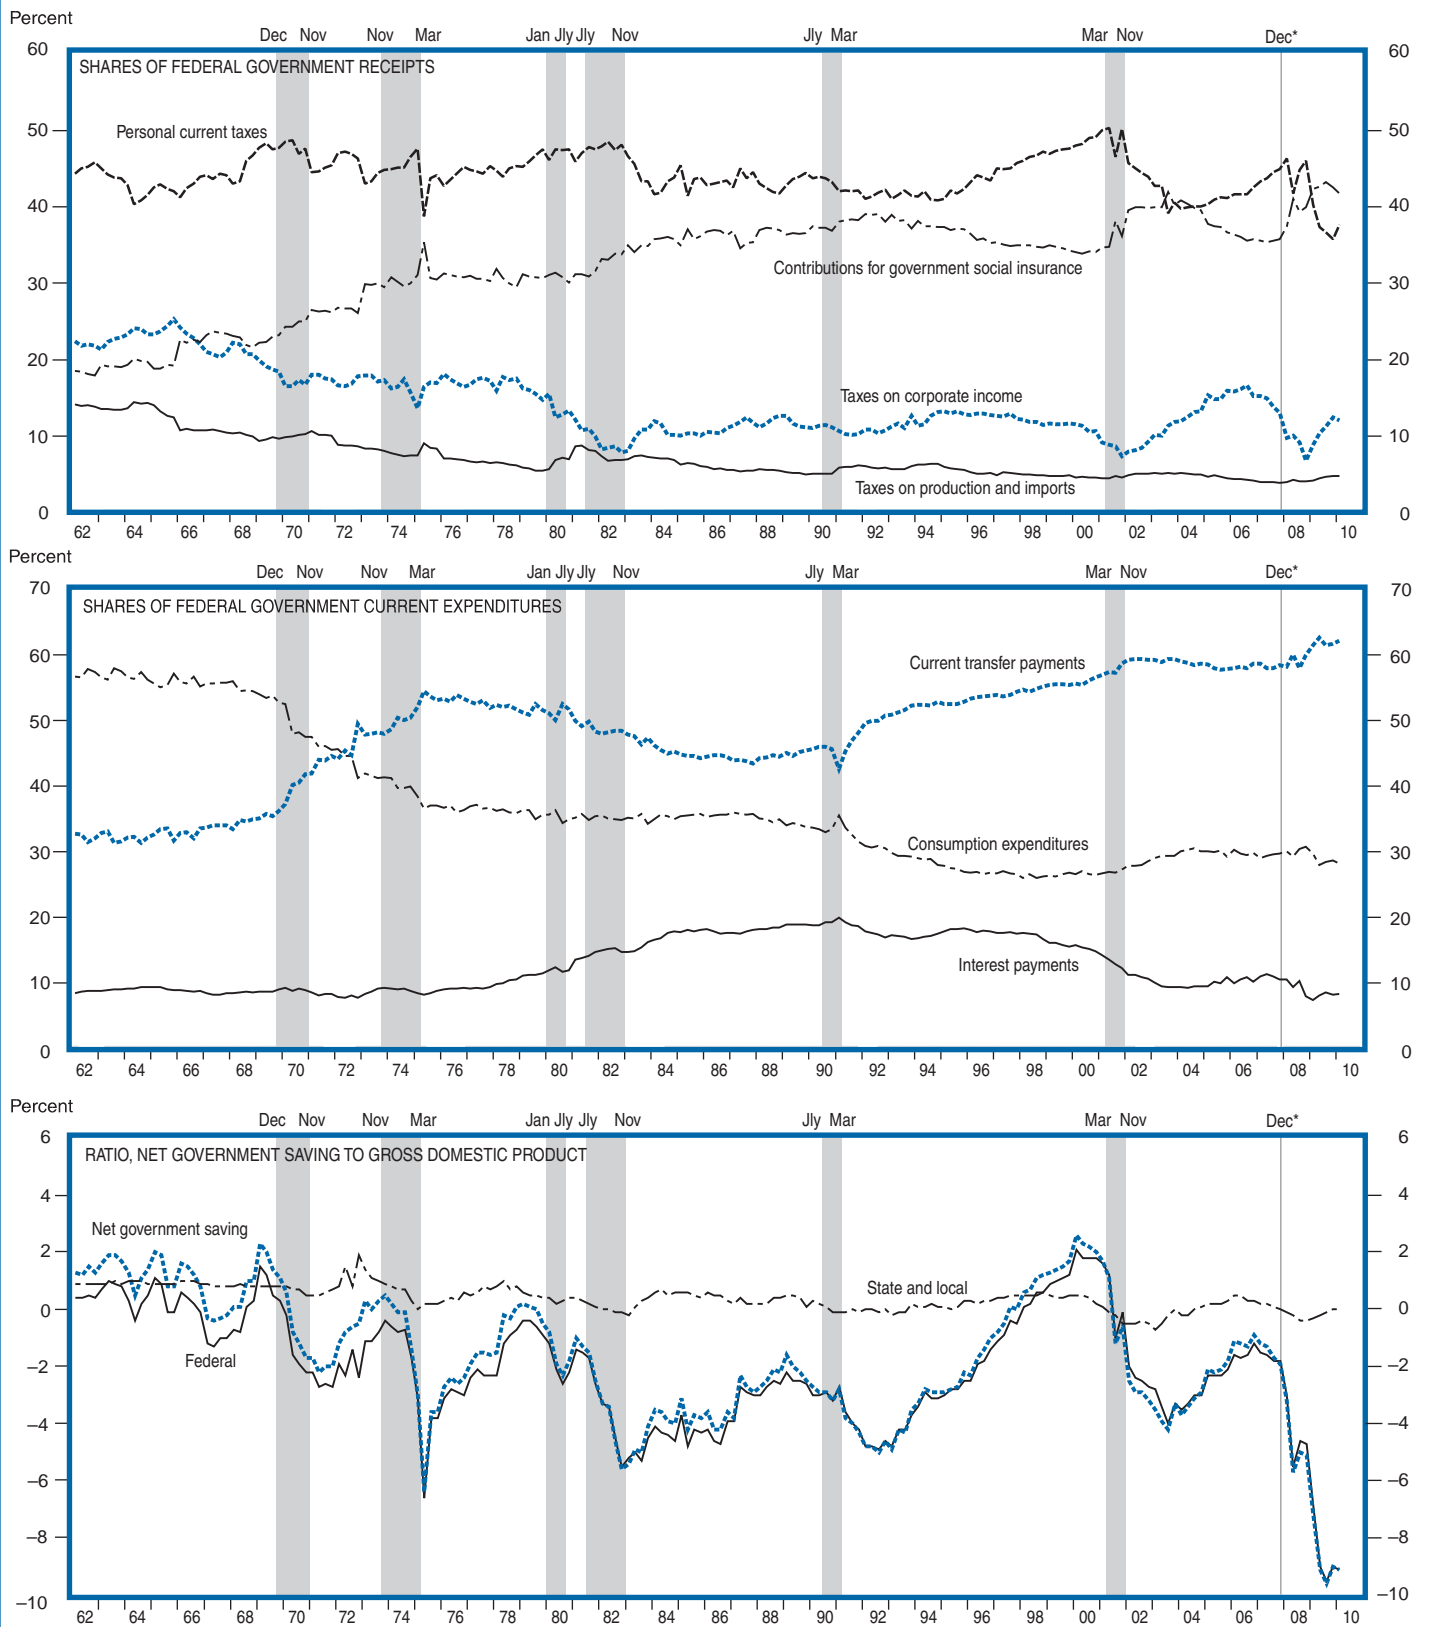 Percent
Dec Nov Nov Mar Jan Jly Jly Nov Jly Mar Mar Nov Dec*
60 60
SHARES OF FEDERAL GOVERNMENT RECEIPTS
50 Personal current taxes 50
40 40
Contributions for government social insurance
30 30
20 20
Taxes on corporate income
10 10
Taxes on production and imports
0 0
62 64 66 68 70 72 74 76 78 80 82 84 86 88 90 92 94 96 98 00 02 04 06 08 10
Percent
Dec Nov Nov Mar Jan Jly Jly Nov Jly Mar Mar Nov Dec*
70 70
SHARES OF FEDERAL GOVERNMENT CURRENT EXPENDITURES
60 Current transfer payments 60
50 50
40 40
Consumption expenditures
30 30
20 20
Interest payments
10 10
0 0
62 64 66 68 70 72 74 76 78 80 82 84 86 88 90 92 94 96 98 00 02 04 06 08 10
Percent
Dec Nov Nov Mar Jan Jly Jly Nov Jly Mar Mar Nov Dec*
6 6
RATIO, NET GOVERNMENT SAVING TO GROSS DOMESTIC PRODUCT
4 4
Net government saving
2 2
State and local
0 0
Federal
–2 –2
–4 –4
–6 –6
–8 –8
–10 –10
62 64 66 68 70 72 74 76 78 80 82 84 86 88 90 92 94 96 98 00 02 04 06 08 10